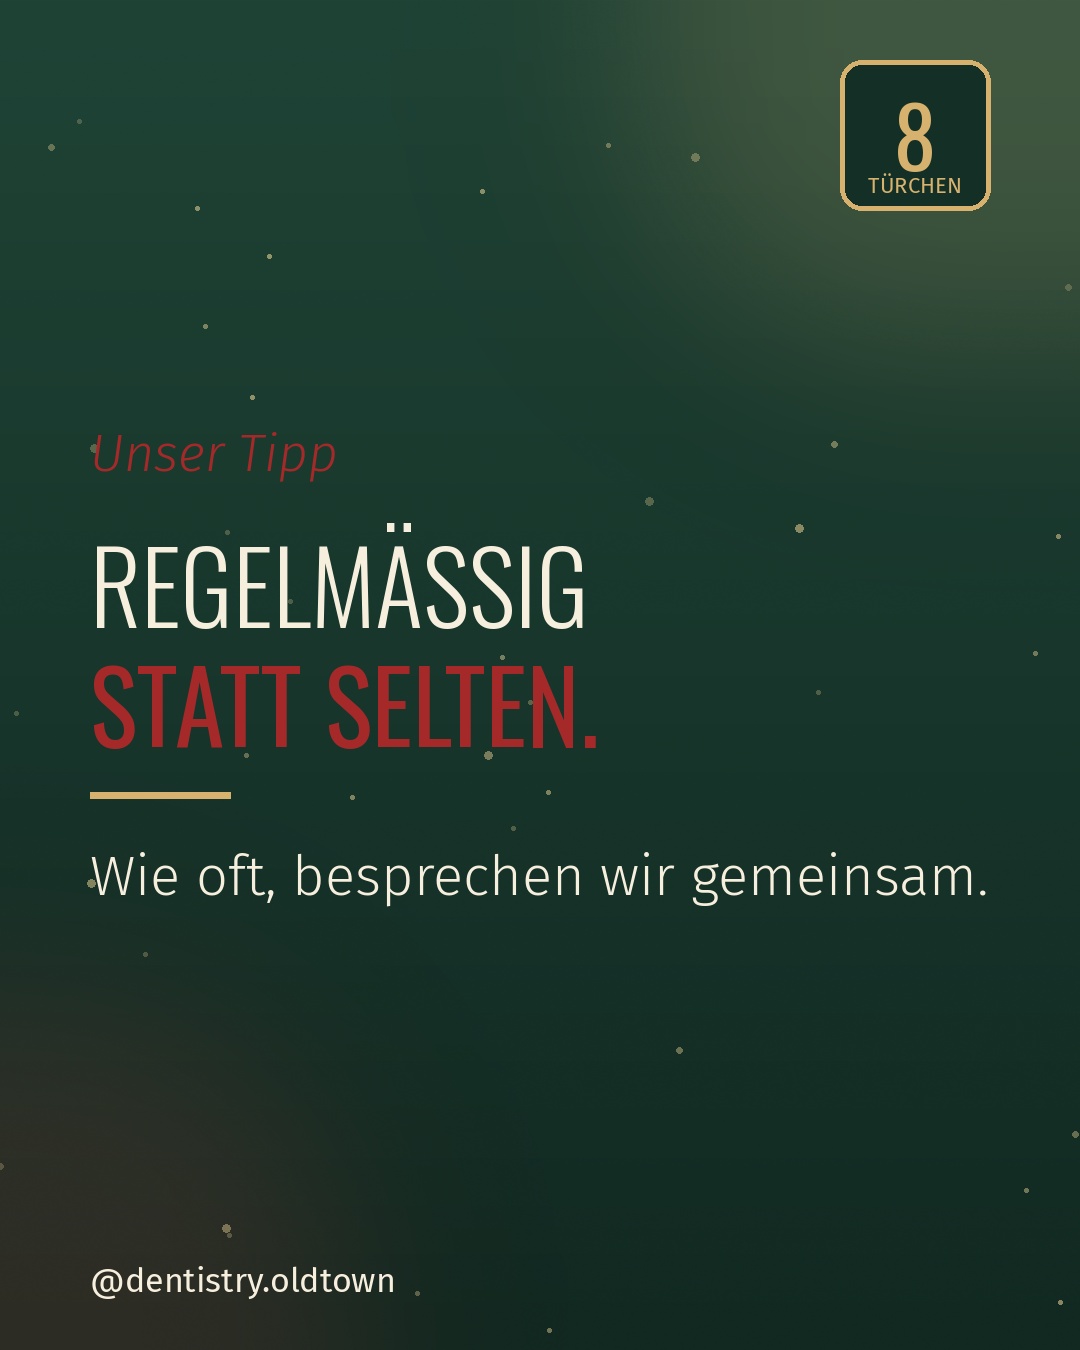 8
TÜRCHEN
Unser Tipp
REGELMÄSSIG
STATT SELTEN.
Wie oft, besprechen wir gemeinsam.
@dentistry.oldtown